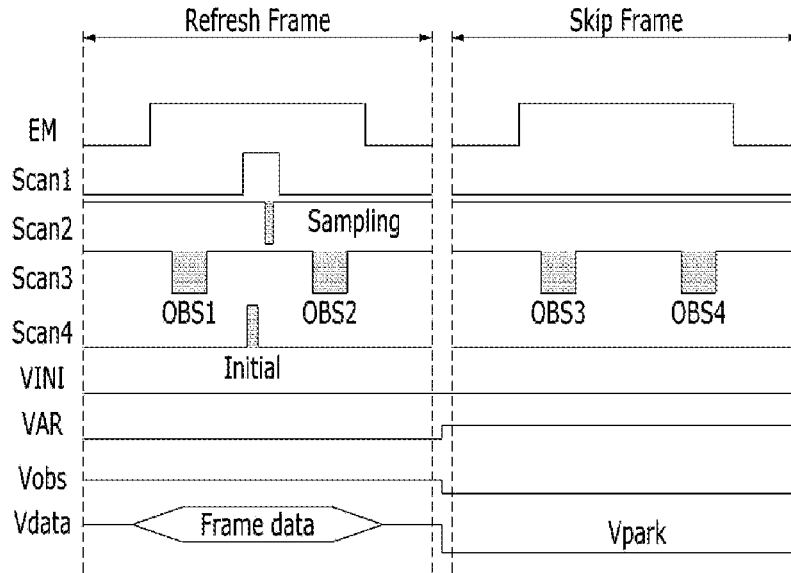 Refresh Frame
Skip Frame
EM
Scan1
Scan2
Sampling
Scan3
OBS1
OBS2
OBS3
OBS4
Scan4
Initial
VINI
VAR
Vobs
Vdata
Frame data
Vpark